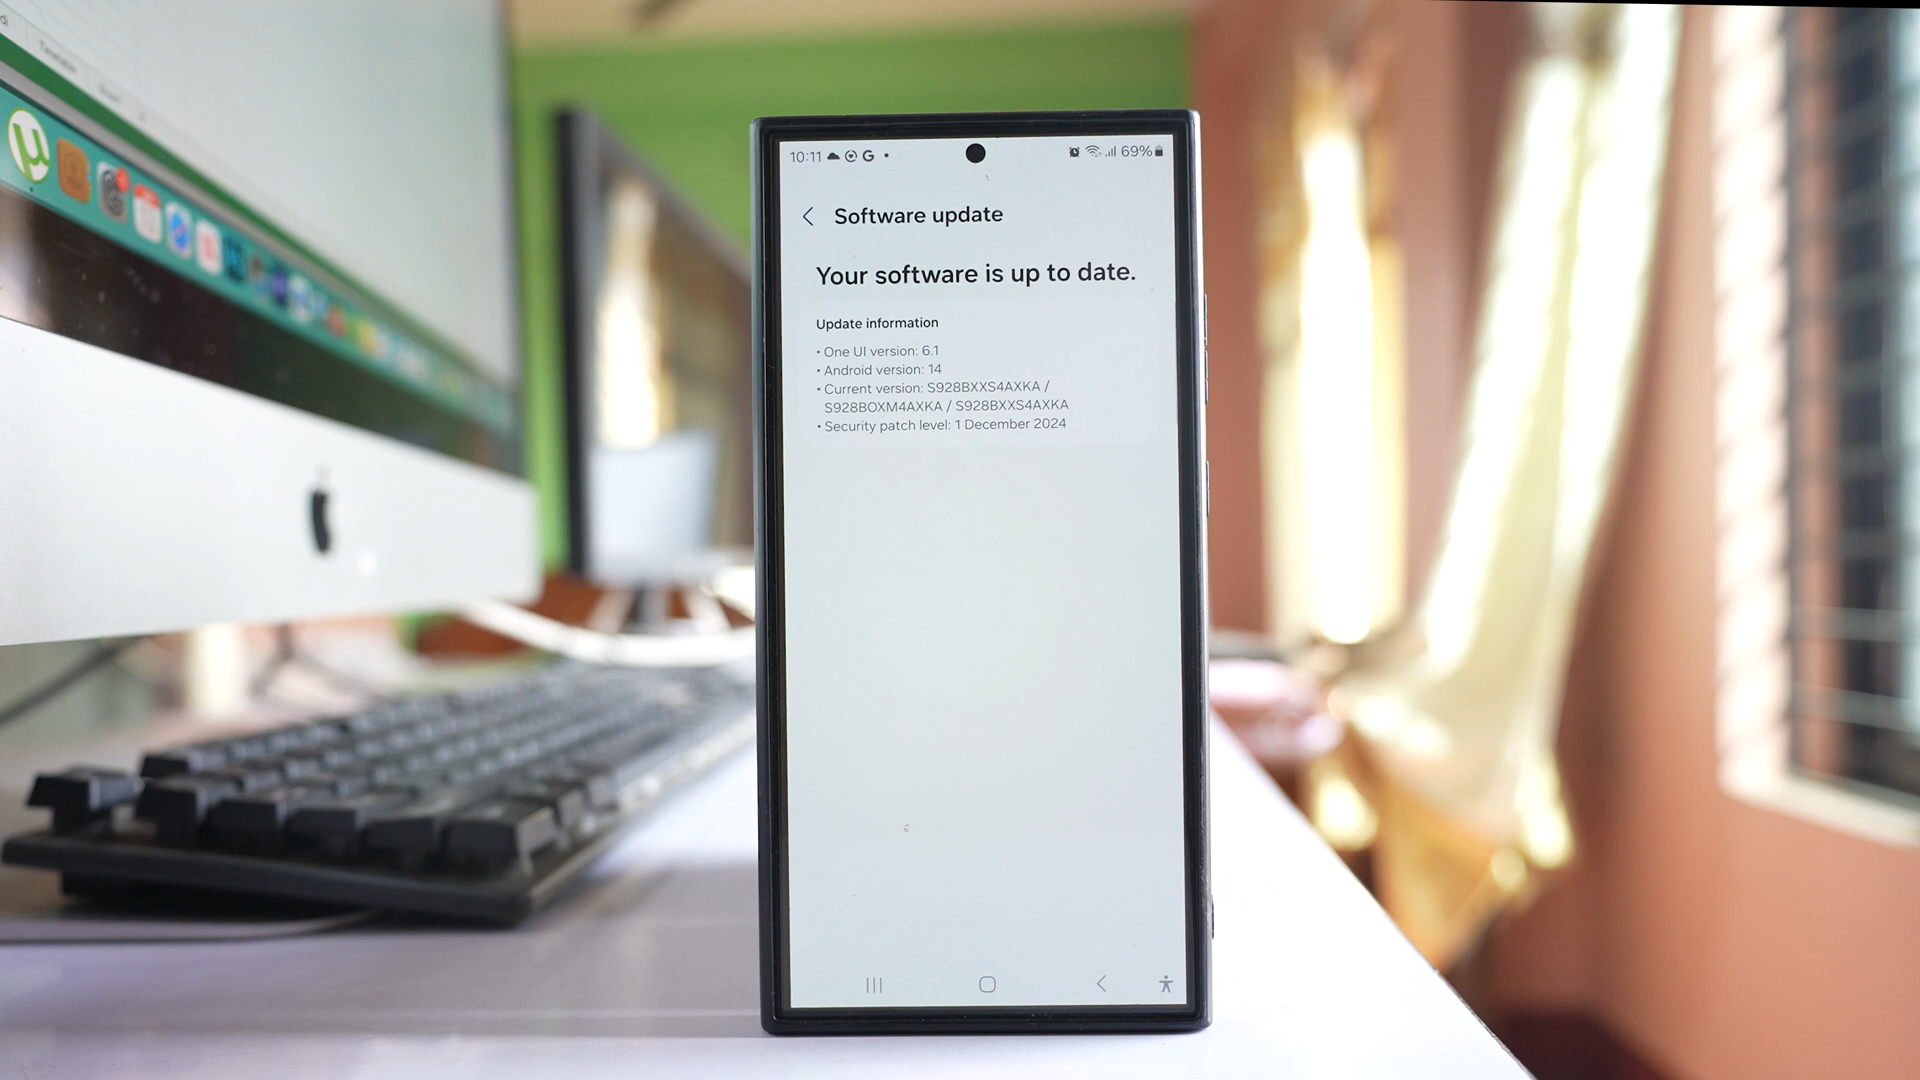 10:11 G • 69%
Software update
Your software is up to date.
Update information
• One UI version: 6.1
• Android version: 14
• Current version: S928BXXS4AXKA /
S928BOXM4AXKA / S928BXXS4AXKA
• Security patch level: 1 December 2024